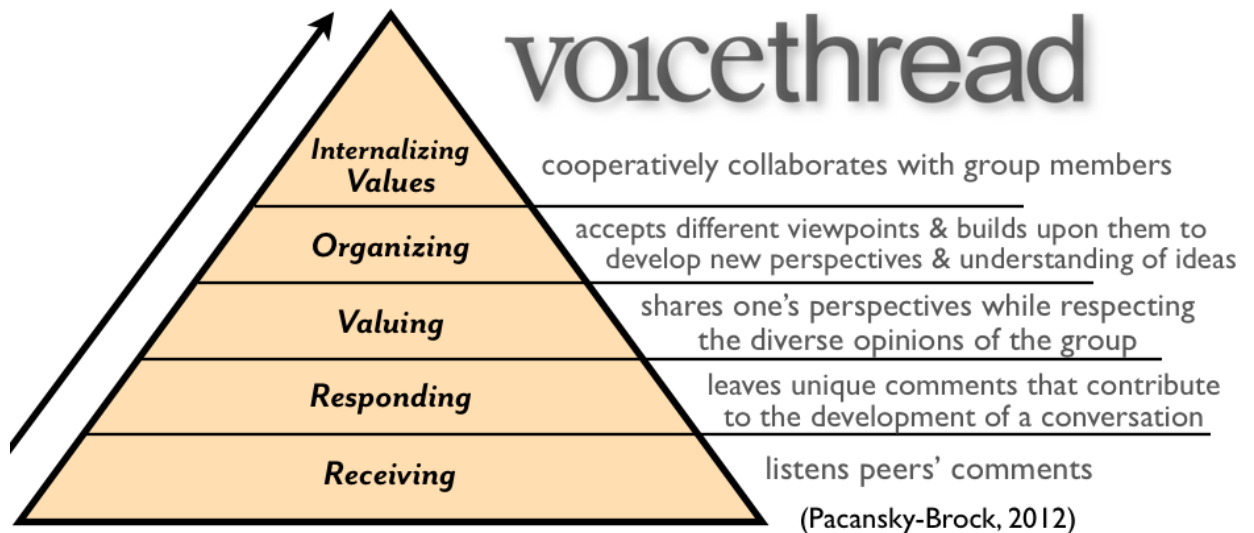 voicethread
Internalizing
Values
cooperatively collaborates with group members
Organizing
accepts different viewpoints & builds upon them to
develop new perspectives & understanding of ideas
Valuing
shares one's perspectives while respecting
the diverse opinions of the group
Responding
leaves unique comments that contribute
to the development of a conversation
Receiving
listens peers' comments
(Pacansky-Brock, 2012)